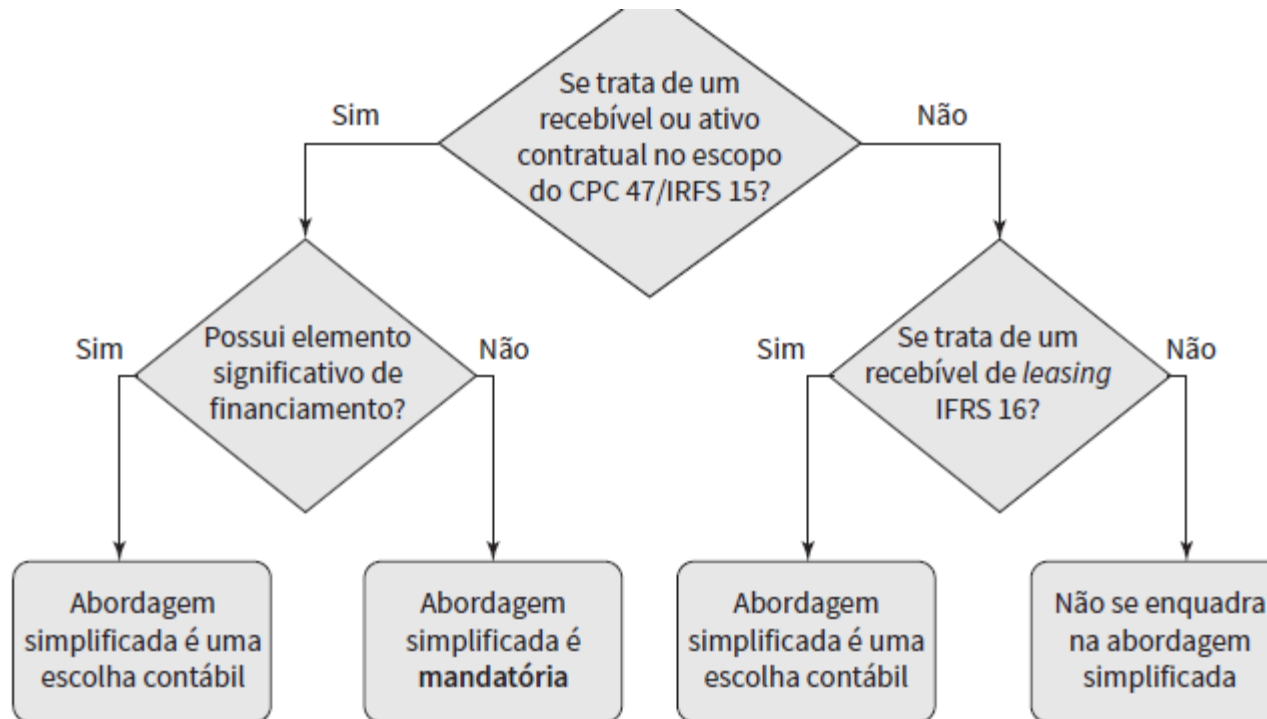 Se trata de um
recebível ou ativo
contratual no escopo
do CPC 47/IRFS 15?
Sim
Não
Possui elemento
significativo de
financiamento?
Sim
Não
Se trata de um
recebível de leasing
IFRS 16?
Sim
Não
Abordagem
simplificada é uma
escolha contábil
Abordagem
simplificada é
mandatória
Abordagem
simplificada é uma
escolha contábil
Não se enquadra
na abordagem
simplificada